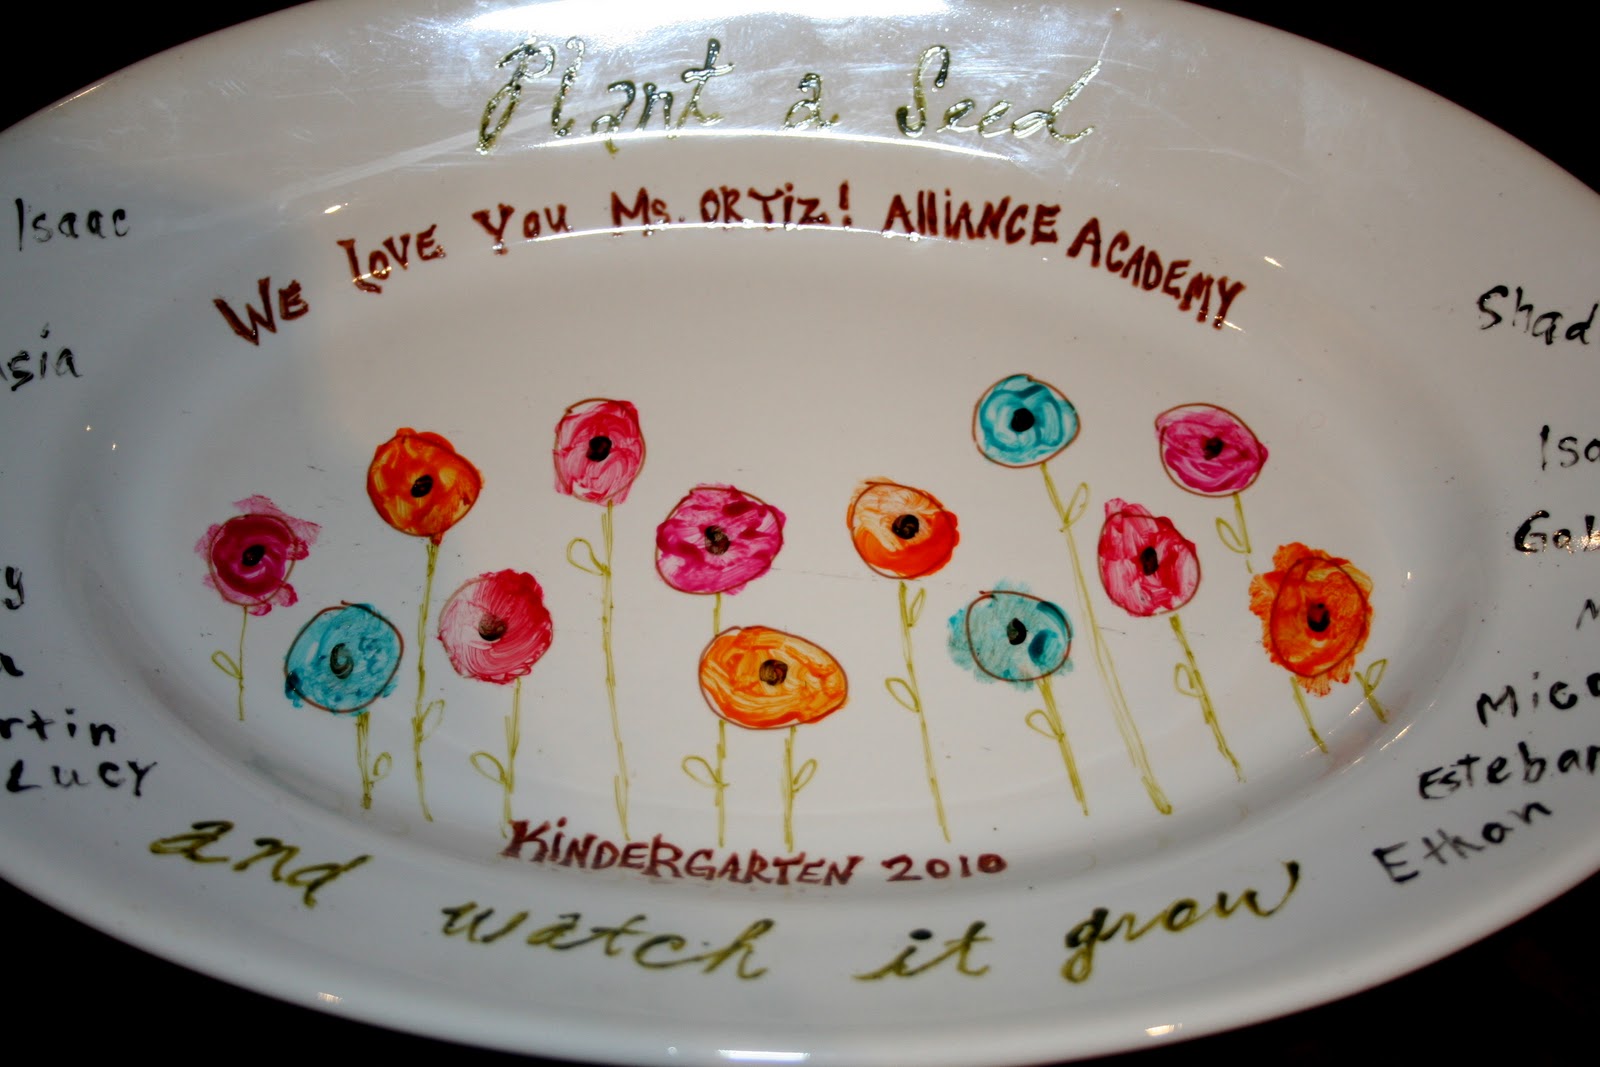 Plant a Seed
WE LOVE YOU MS. ORTIZ! ALLIANCE ACADEMY
Isaac
Shad
Esteban
Lucy
Ethan
KINDERGARTEN 2010
and watch it grow